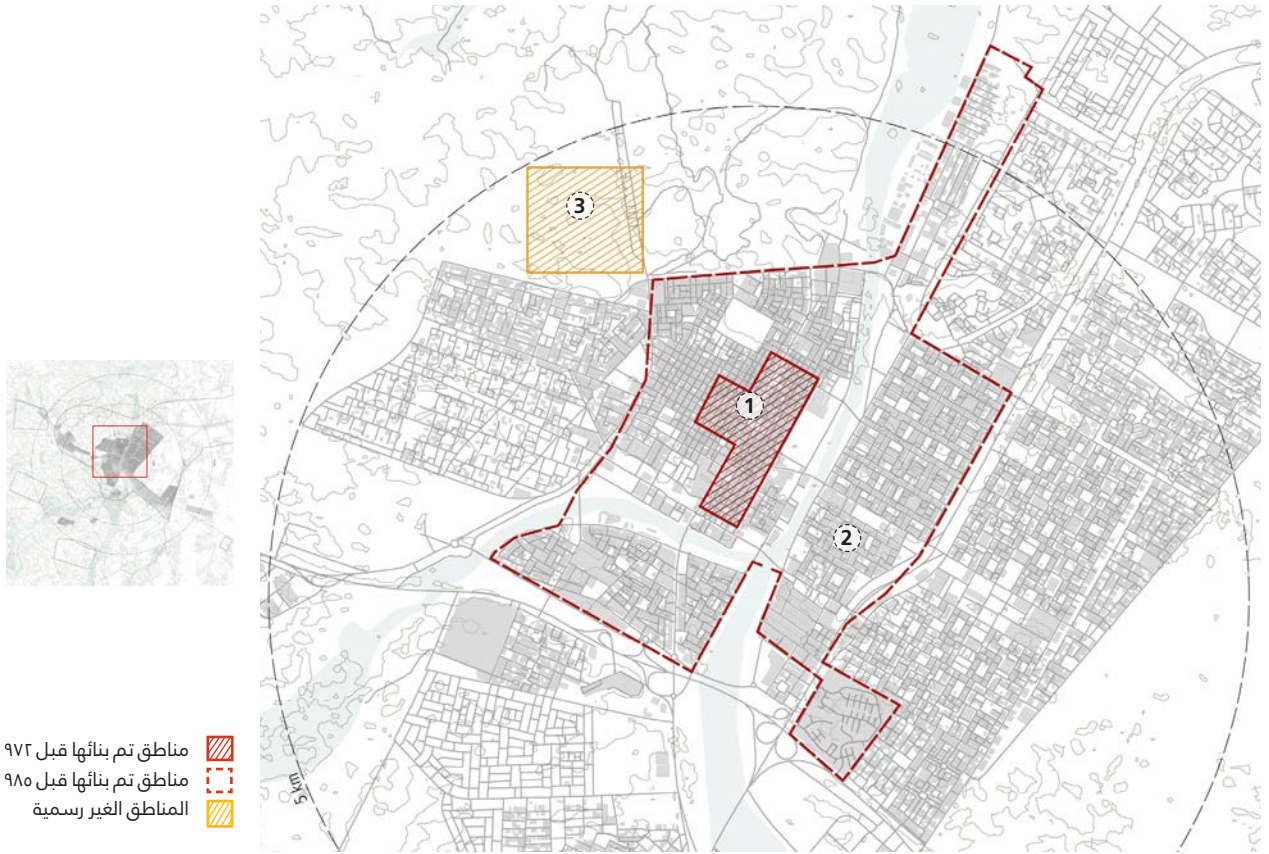 3
1
2
5 km
مناطق تم بنائها قبل ٩٧٢
مناطق تم بنائها قبل ٩٨٥
المناطق الغير رسمية